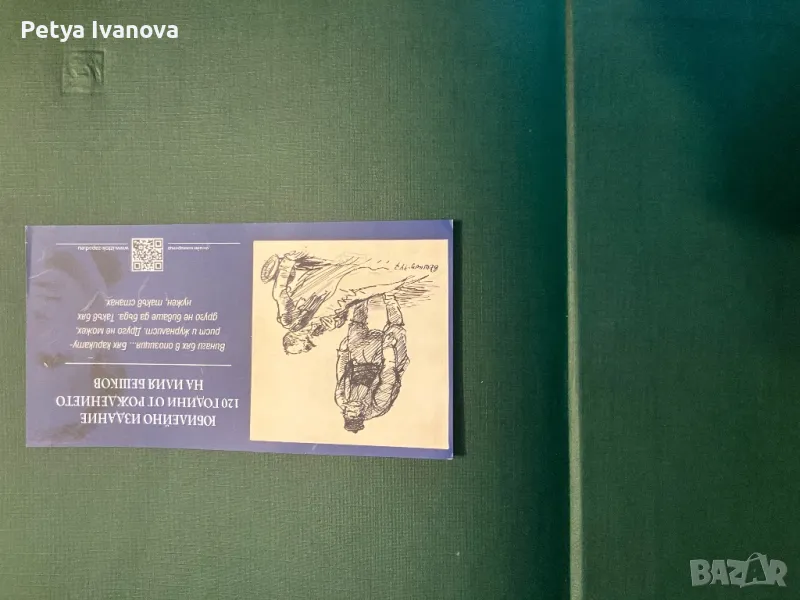 Petya Ivanova
ЮБИЛЕЙНО ИЗДАНИЕ
120 ГОДИНИ ОТ РОЖДЕНИЕТО
НА ИЛИЯ БЕШКОВ
Винаги бях в опозиция... Бях карикату-
рист и журналист. Друго не можех,
друго не биваше да бъда. Такъв бях
нужен, такъв станах.
BAZAR